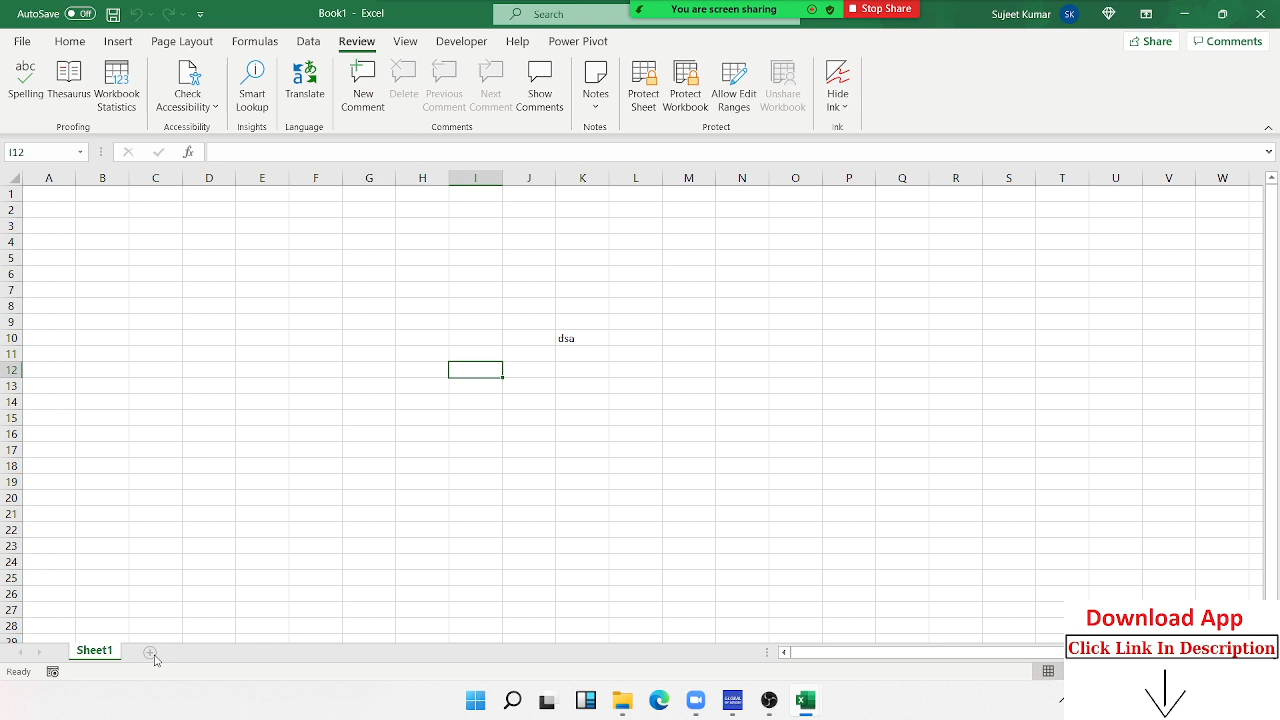 AutoSave Off Book1 - Excel Search You are screen sharing Stop Share Sujeet Kumar SK
File Home Insert Page Layout Formulas Data Review View Developer Help Power Pivot Share Comments
abc
123
Spelling Thesaurus Workbook Statistics Check Accessibility Smart Lookup Translate New Comment Delete Previous Comment Next Comment Show Comments Notes Protect Sheet Protect Workbook Allow Edit Ranges Unshare Workbook Hide Ink
Proofing Accessibility Insights Language Comments Notes Protect Ink
I12 fx
A B C D E F G H I J K L M N O P Q R S T U V W
1
2
3
4
5
6
7
8
9
10 dsa
11
12
13
14
15
16
17
18
19
20
21
22
23
24
25
26
27
28
29
Sheet1
Ready
Download App
Click Link In Description